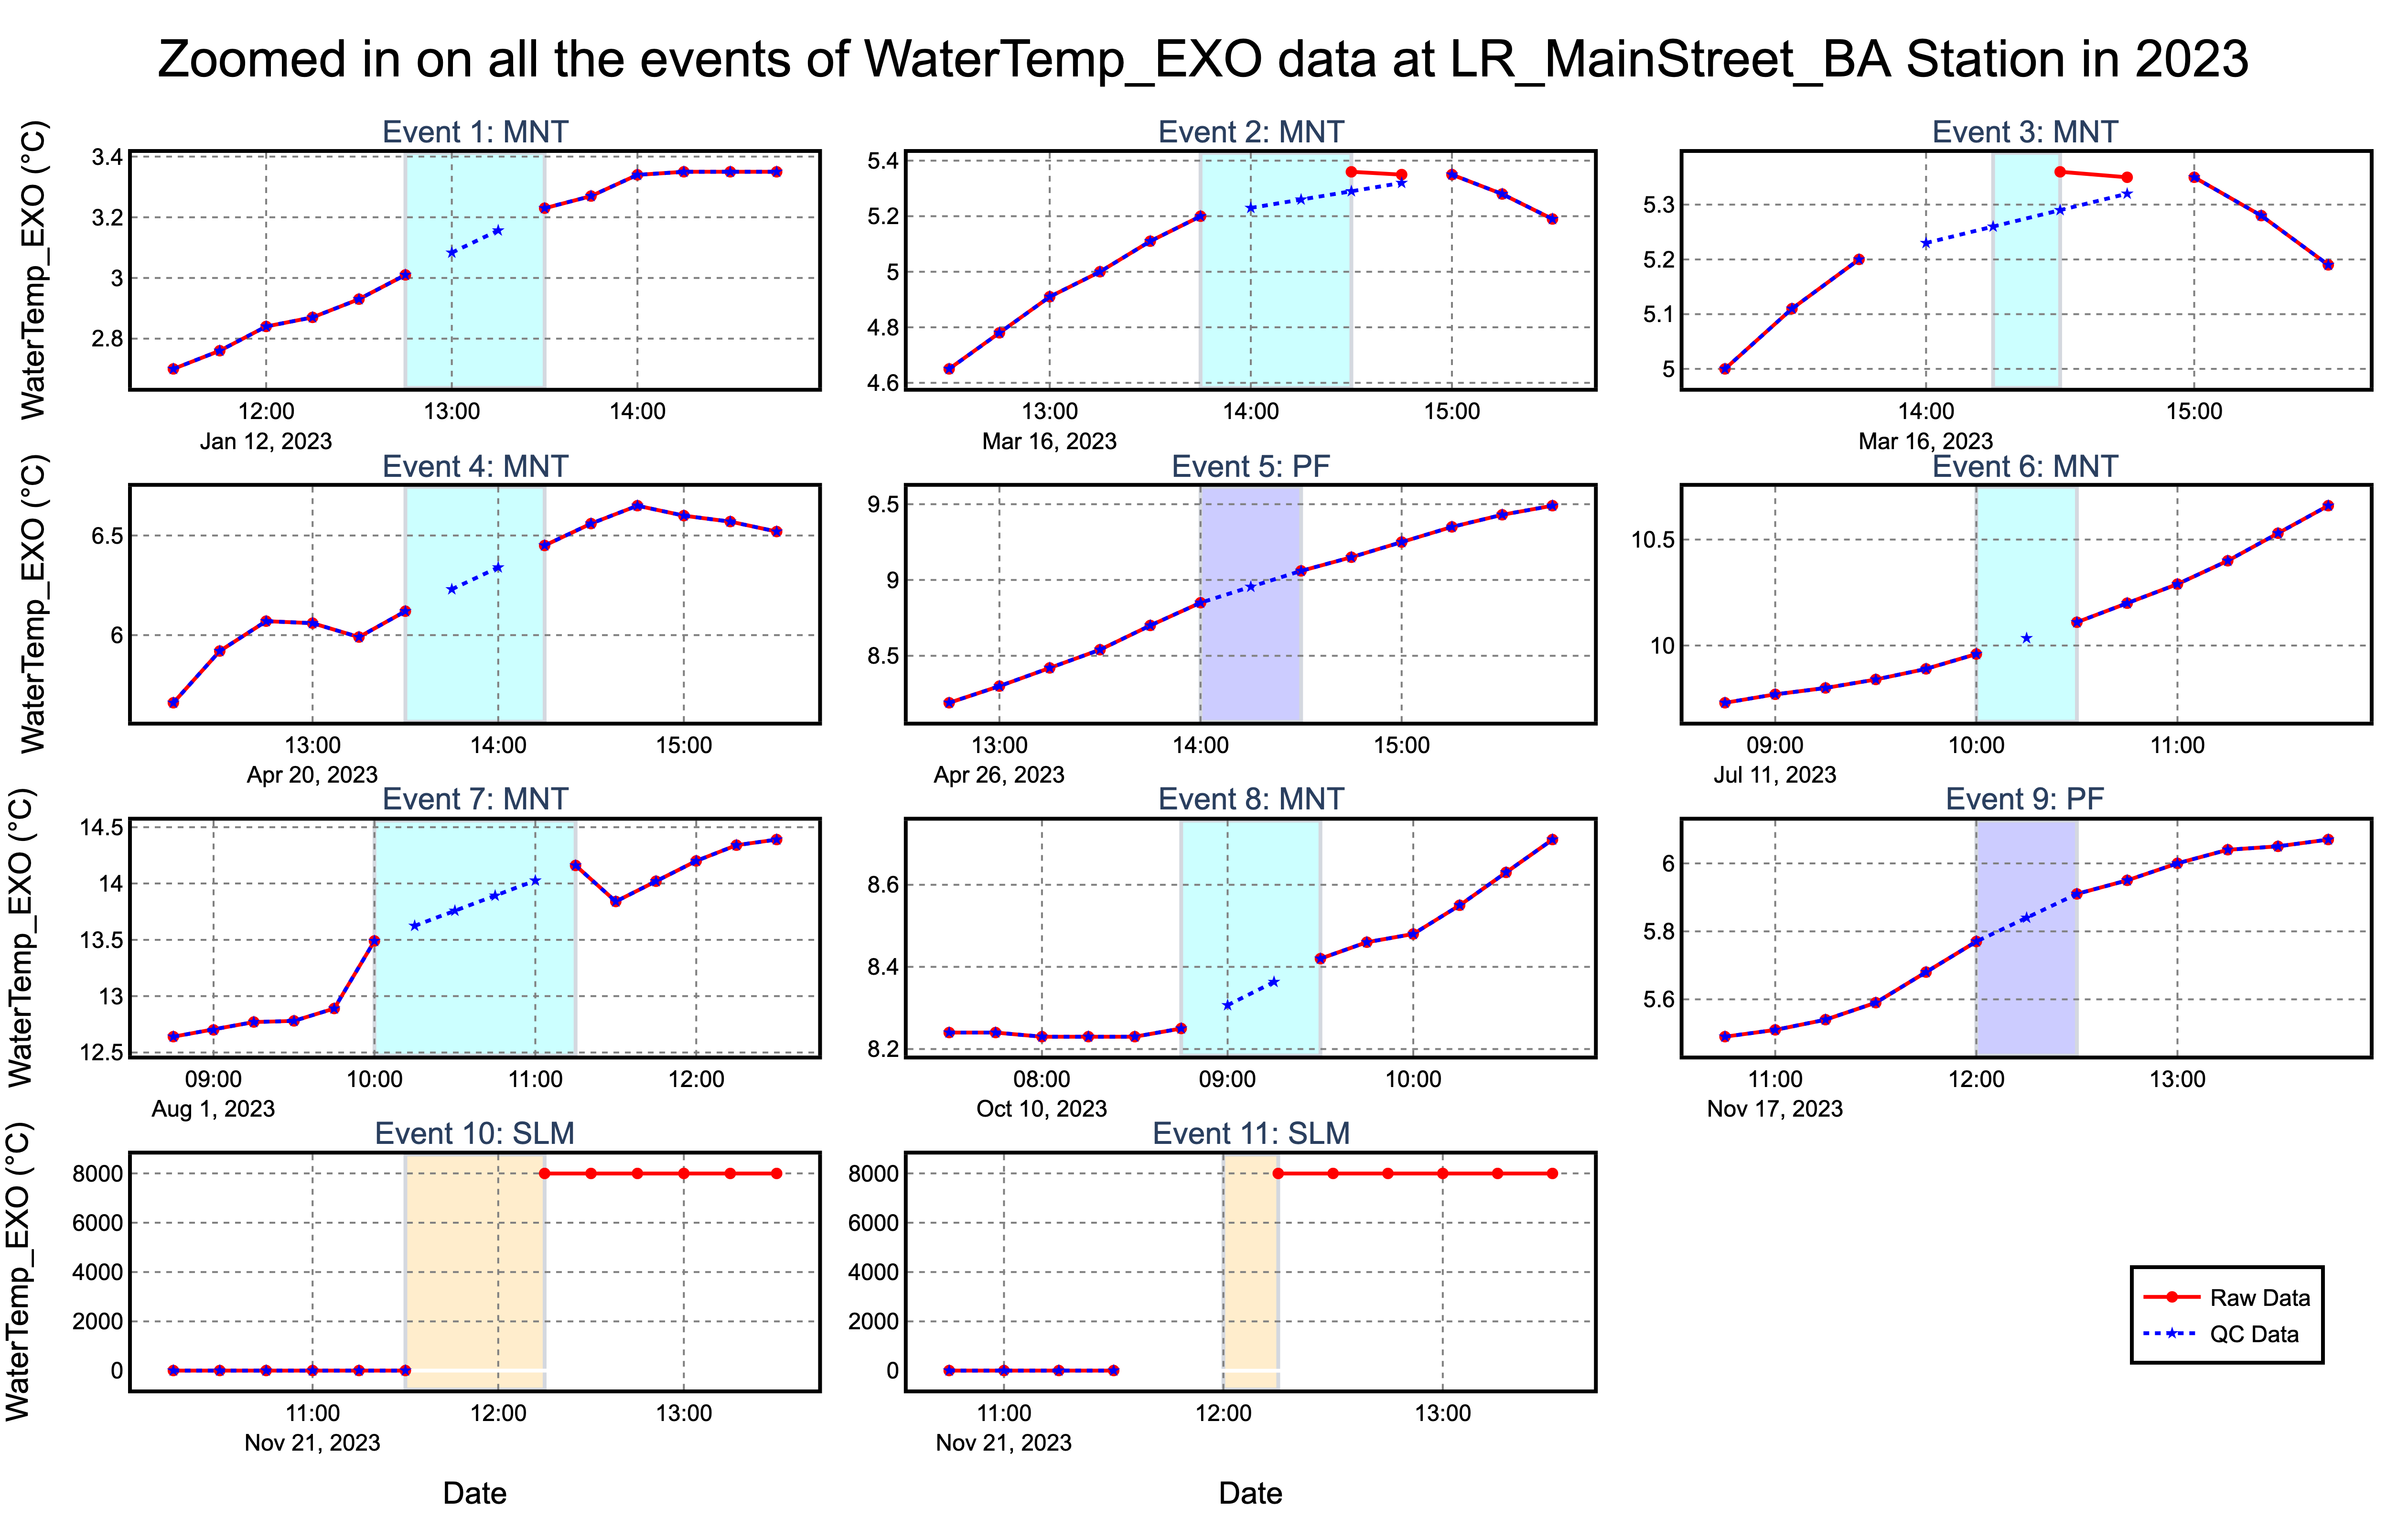 Zoomed in on all the events of WaterTemp_EXO data at LR_MainStreet_BA Station in 2023
Event 1: MNT
WaterTemp_EXO (°C)
3.4
3.2
3
2.8
12:00
13:00
14:00
Jan 12, 2023
Event 2: MNT
5.4
5.2
5
4.8
4.6
13:00
14:00
15:00
Mar 16, 2023
Event 3: MNT
5.3
5.2
5.1
5
14:00
15:00
Mar 16, 2023
Event 4: MNT
WaterTemp_EXO (°C)
6.5
6
13:00
14:00
15:00
Apr 20, 2023
Event 5: PF
9.5
9
8.5
13:00
14:00
15:00
Apr 26, 2023
Event 6: MNT
10.5
10
09:00
10:00
11:00
Jul 11, 2023
Event 7: MNT
WaterTemp_EXO (°C)
14.5
14
13.5
13
12.5
09:00
10:00
11:00
12:00
Aug 1, 2023
Event 8: MNT
8.6
8.4
8.2
08:00
09:00
10:00
Oct 10, 2023
Event 9: PF
6
5.8
5.6
11:00
12:00
13:00
Nov 17, 2023
Event 10: SLM
WaterTemp_EXO (°C)
8000
6000
4000
2000
0
11:00
12:00
13:00
Nov 21, 2023
Date
Event 11: SLM
8000
6000
4000
2000
0
11:00
12:00
13:00
Nov 21, 2023
Date
Raw Data
QC Data